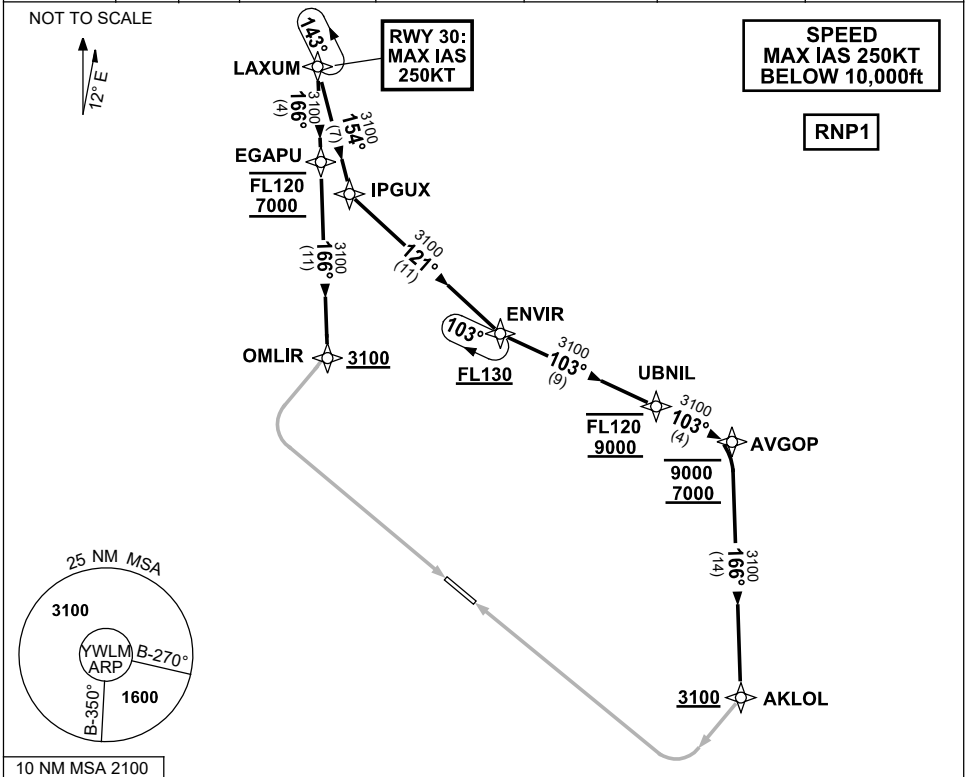 NOT TO SCALE
12° E
143°
LAXUM
RWY 30:
MAX IAS
250KT
SPEED
MAX IAS 250KT
BELOW 10,000ft
RNP1
3100
166°
(4)
3100
154°
(7)
EGAPU
FL120
7000
IPGUX
3100
166°
(11)
3100
121°
(11)
OMLIR
3100
ENVIR
103°
FL130
3100
103°
(9)
UBNIL
FL120
9000
3100
103°
(4)
AVGOP
9000
7000
3100
166°
(14)
3100
AKLOL
25 NM MSA
3100
YWLM
ARP
B-270°
B-350°
1600
10 NM MSA 2100